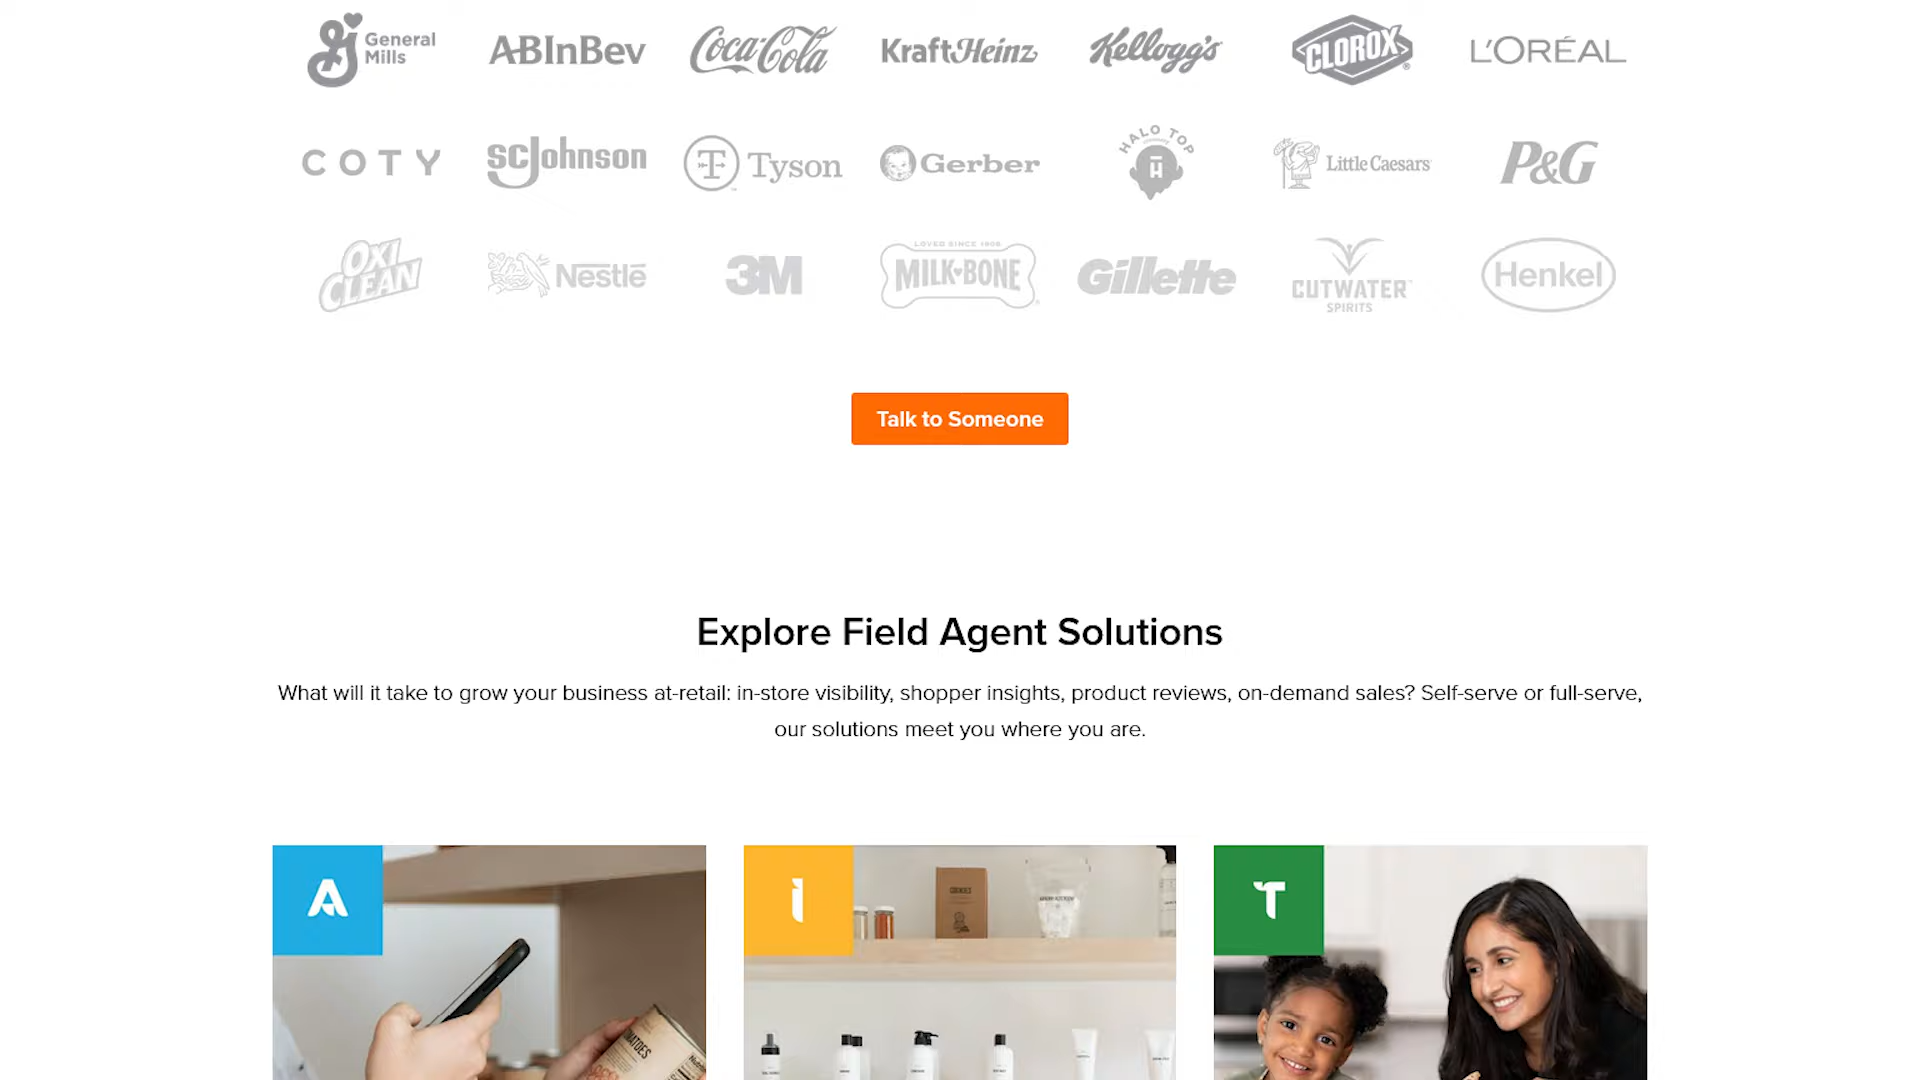 General Mills
ABInBev
Coca-Cola
KraftHeinz
Kellogg's
CLOROX
L'ORÉAL
COTY
SCJohnson
Tyson
Gerber
HALO TOP
Little Caesars
P&G
OXI CLEAN
Nestlé
3M
LOVED SINCE 1908
MILK-BONE
Gillette
CUTWATER SPIRITS
Henkel
Talk to Someone
Explore Field Agent Solutions
What will it take to grow your business at-retail: in-store visibility, shopper insights, product reviews, on-demand sales? Self-serve or full-serve,
our solutions meet you where you are.
A
I
T
COOKIES